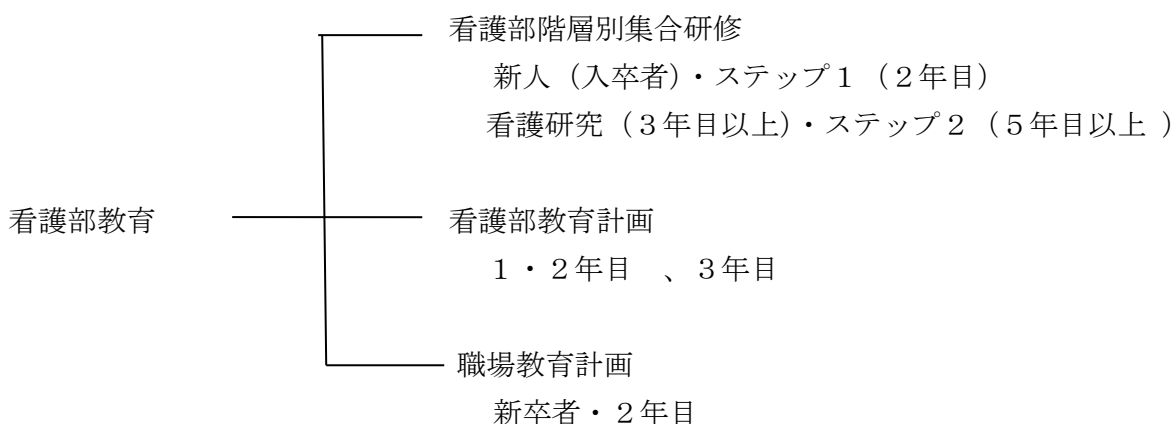 看護部階層別集合研修
新人（入卒者）・ステップ１（２年目）
看護研究（３年目以上）・ステップ２（５年目以上 ）
看護部教育
看護部教育計画
１・２年目　、３年目
職場教育計画
新卒者・２年目